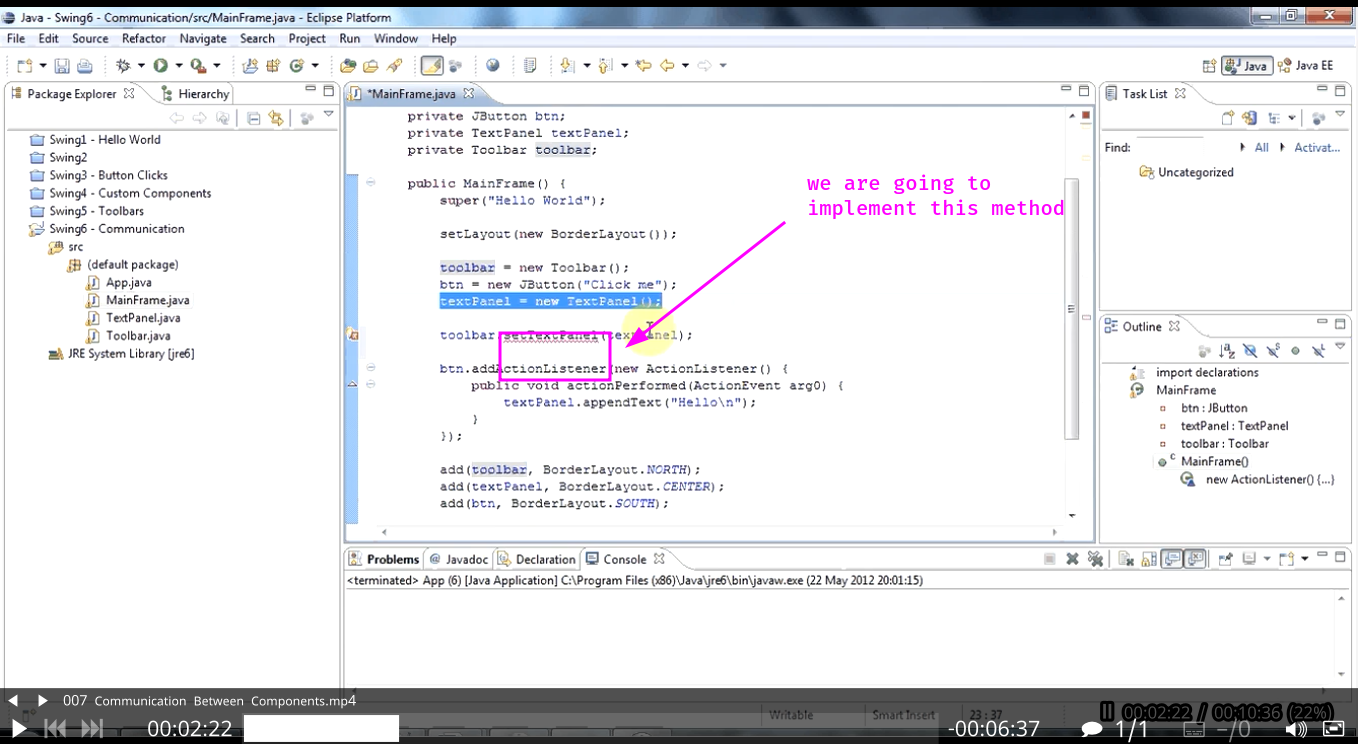 Java - Swing6 - Communication/src/MainFrame.java - Eclipse Platform
File Edit Source Refactor Navigate Search Project Run Window Help
Java Java EE
Package Explorer Hierarchy
Swing1 - Hello World
Swing2
Swing3 - Button Clicks
Swing4 - Custom Components
Swing5 - Toolbars
Swing6 - Communication
src
(default package)
App.java
MainFrame.java
TextPanel.java
Toolbar.java
JRE System Library [jre6]
*MainFrame.java
private JButton btn;
private TextPanel textPanel;
private Toolbar toolbar;
public MainFrame() {
super("Hello World");
setLayout(new BorderLayout());
toolbar = new Toolbar();
btn = new JButton("Click me");
textPanel = new TextPanel();
toolbar.setTextPanel(textPanel);
btn.addActionListener(new ActionListener() {
public void actionPerformed(ActionEvent arg0) {
textPanel.appendText("Hello\n");
}
});
add(toolbar, BorderLayout.NORTH);
add(textPanel, BorderLayout.CENTER);
add(btn, BorderLayout.SOUTH);
we are going to
implement this method
Task List
Find: All Activat...
Uncategorized
Outline
import declarations
MainFrame
btn : JButton
textPanel : TextPanel
toolbar : Toolbar
MainFrame()
new ActionListener() {...}
Problems Javadoc Declaration Console
<terminated> App (6) [Java Application] C:\Program Files (x86)\Java\jre6\bin\javaw.exe (22 May 2012 20:01:15)
007 Communication Between Components.mp4
Writable Smart Insert 23 : 37
00:02:22 / 00:10:36 (22%)
00:02:22 -00:06:37 1/1 –/0